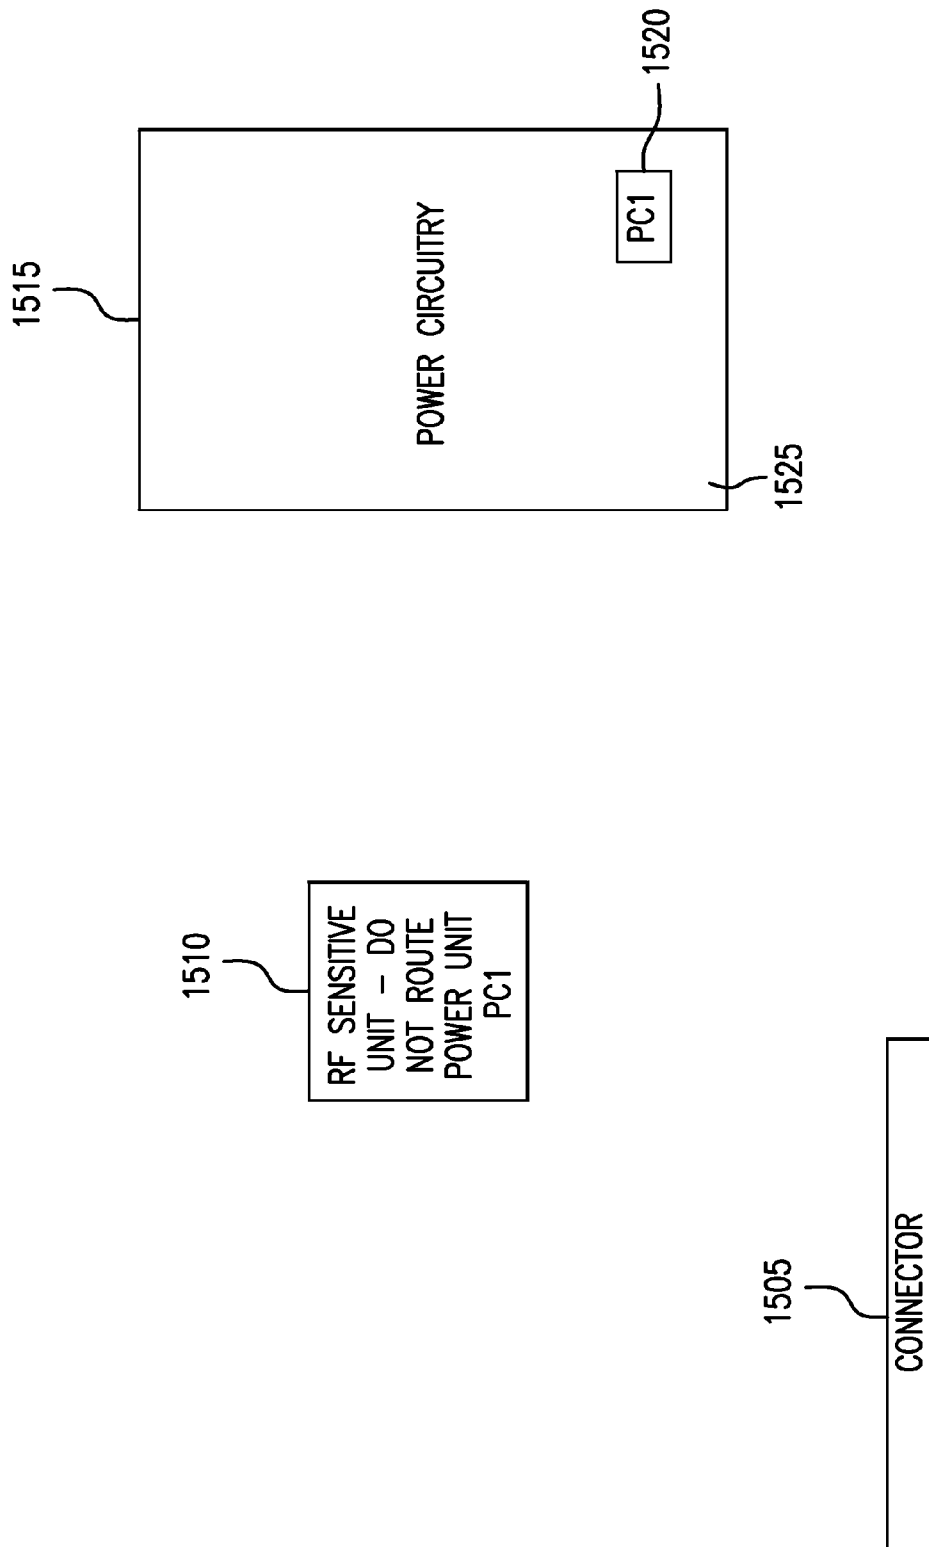 1515
POWER CIRCUITRY
PC1
1520
1525
1510
RF SENSITIVE
UNIT – DO
NOT ROUTE
POWER UNIT
PC1
1505
CONNECTOR